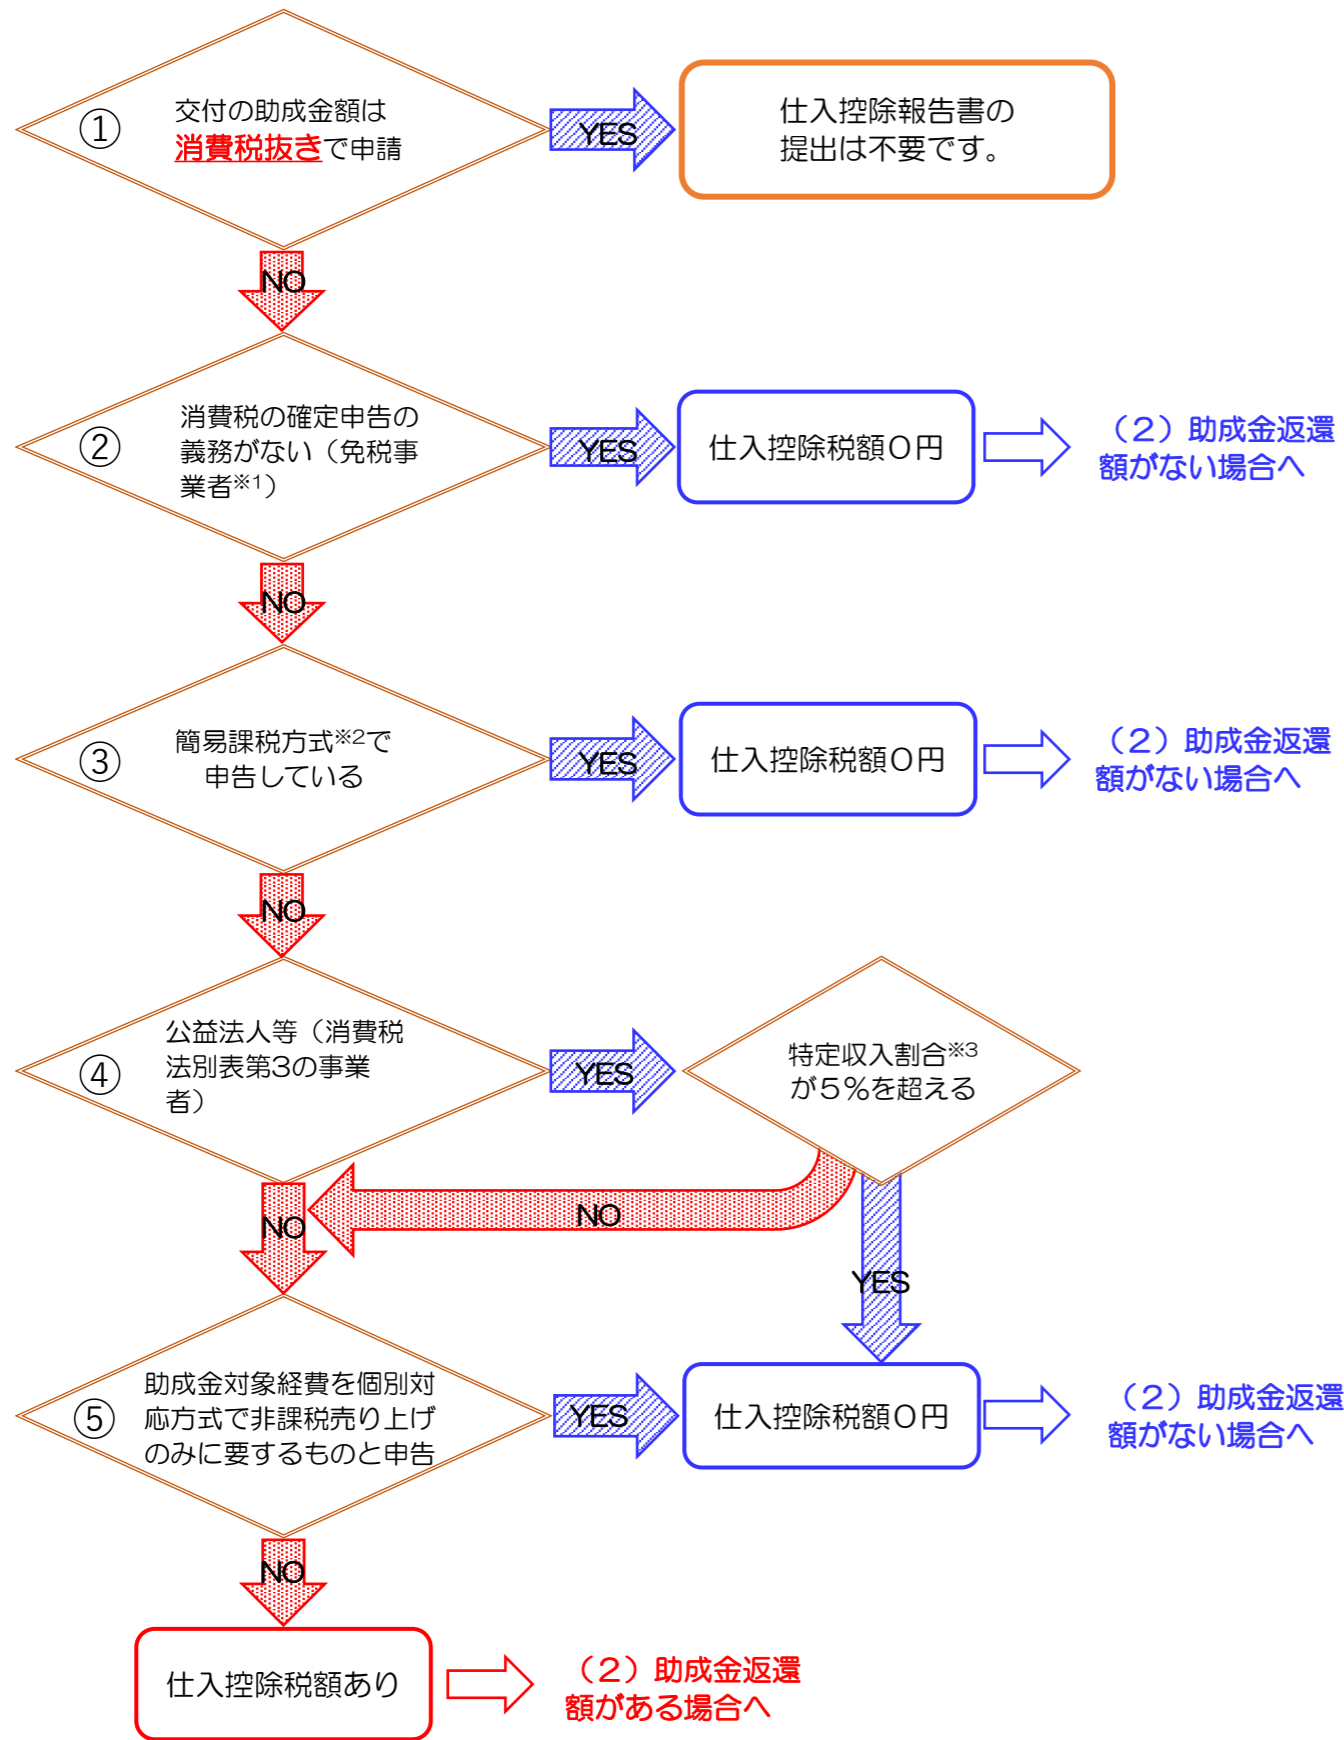 ①
交付の助成金額は
消費税抜きで申請
YES
仕入控除報告書の
提出は不要です。
NO
②
消費税の確定申告の
義務がない（免税事
業者※1）
YES
仕入控除税額０円
（２）助成金返還
額がない場合へ
NO
③
簡易課税方式※2で
申告している
YES
仕入控除税額０円
（２）助成金返還
額がない場合へ
NO
④
公益法人等（消費税
法別表第3の事業
者）
YES
特定収入割合※3
が５％を超える
NO
NO
YES
⑤
助成金対象経費を個別対
応方式で非課税売り上げ
のみに要するものと申告
YES
仕入控除税額０円
（２）助成金返還
額がない場合へ
NO
仕入控除税額あり
（２）助成金返還
額がある場合へ